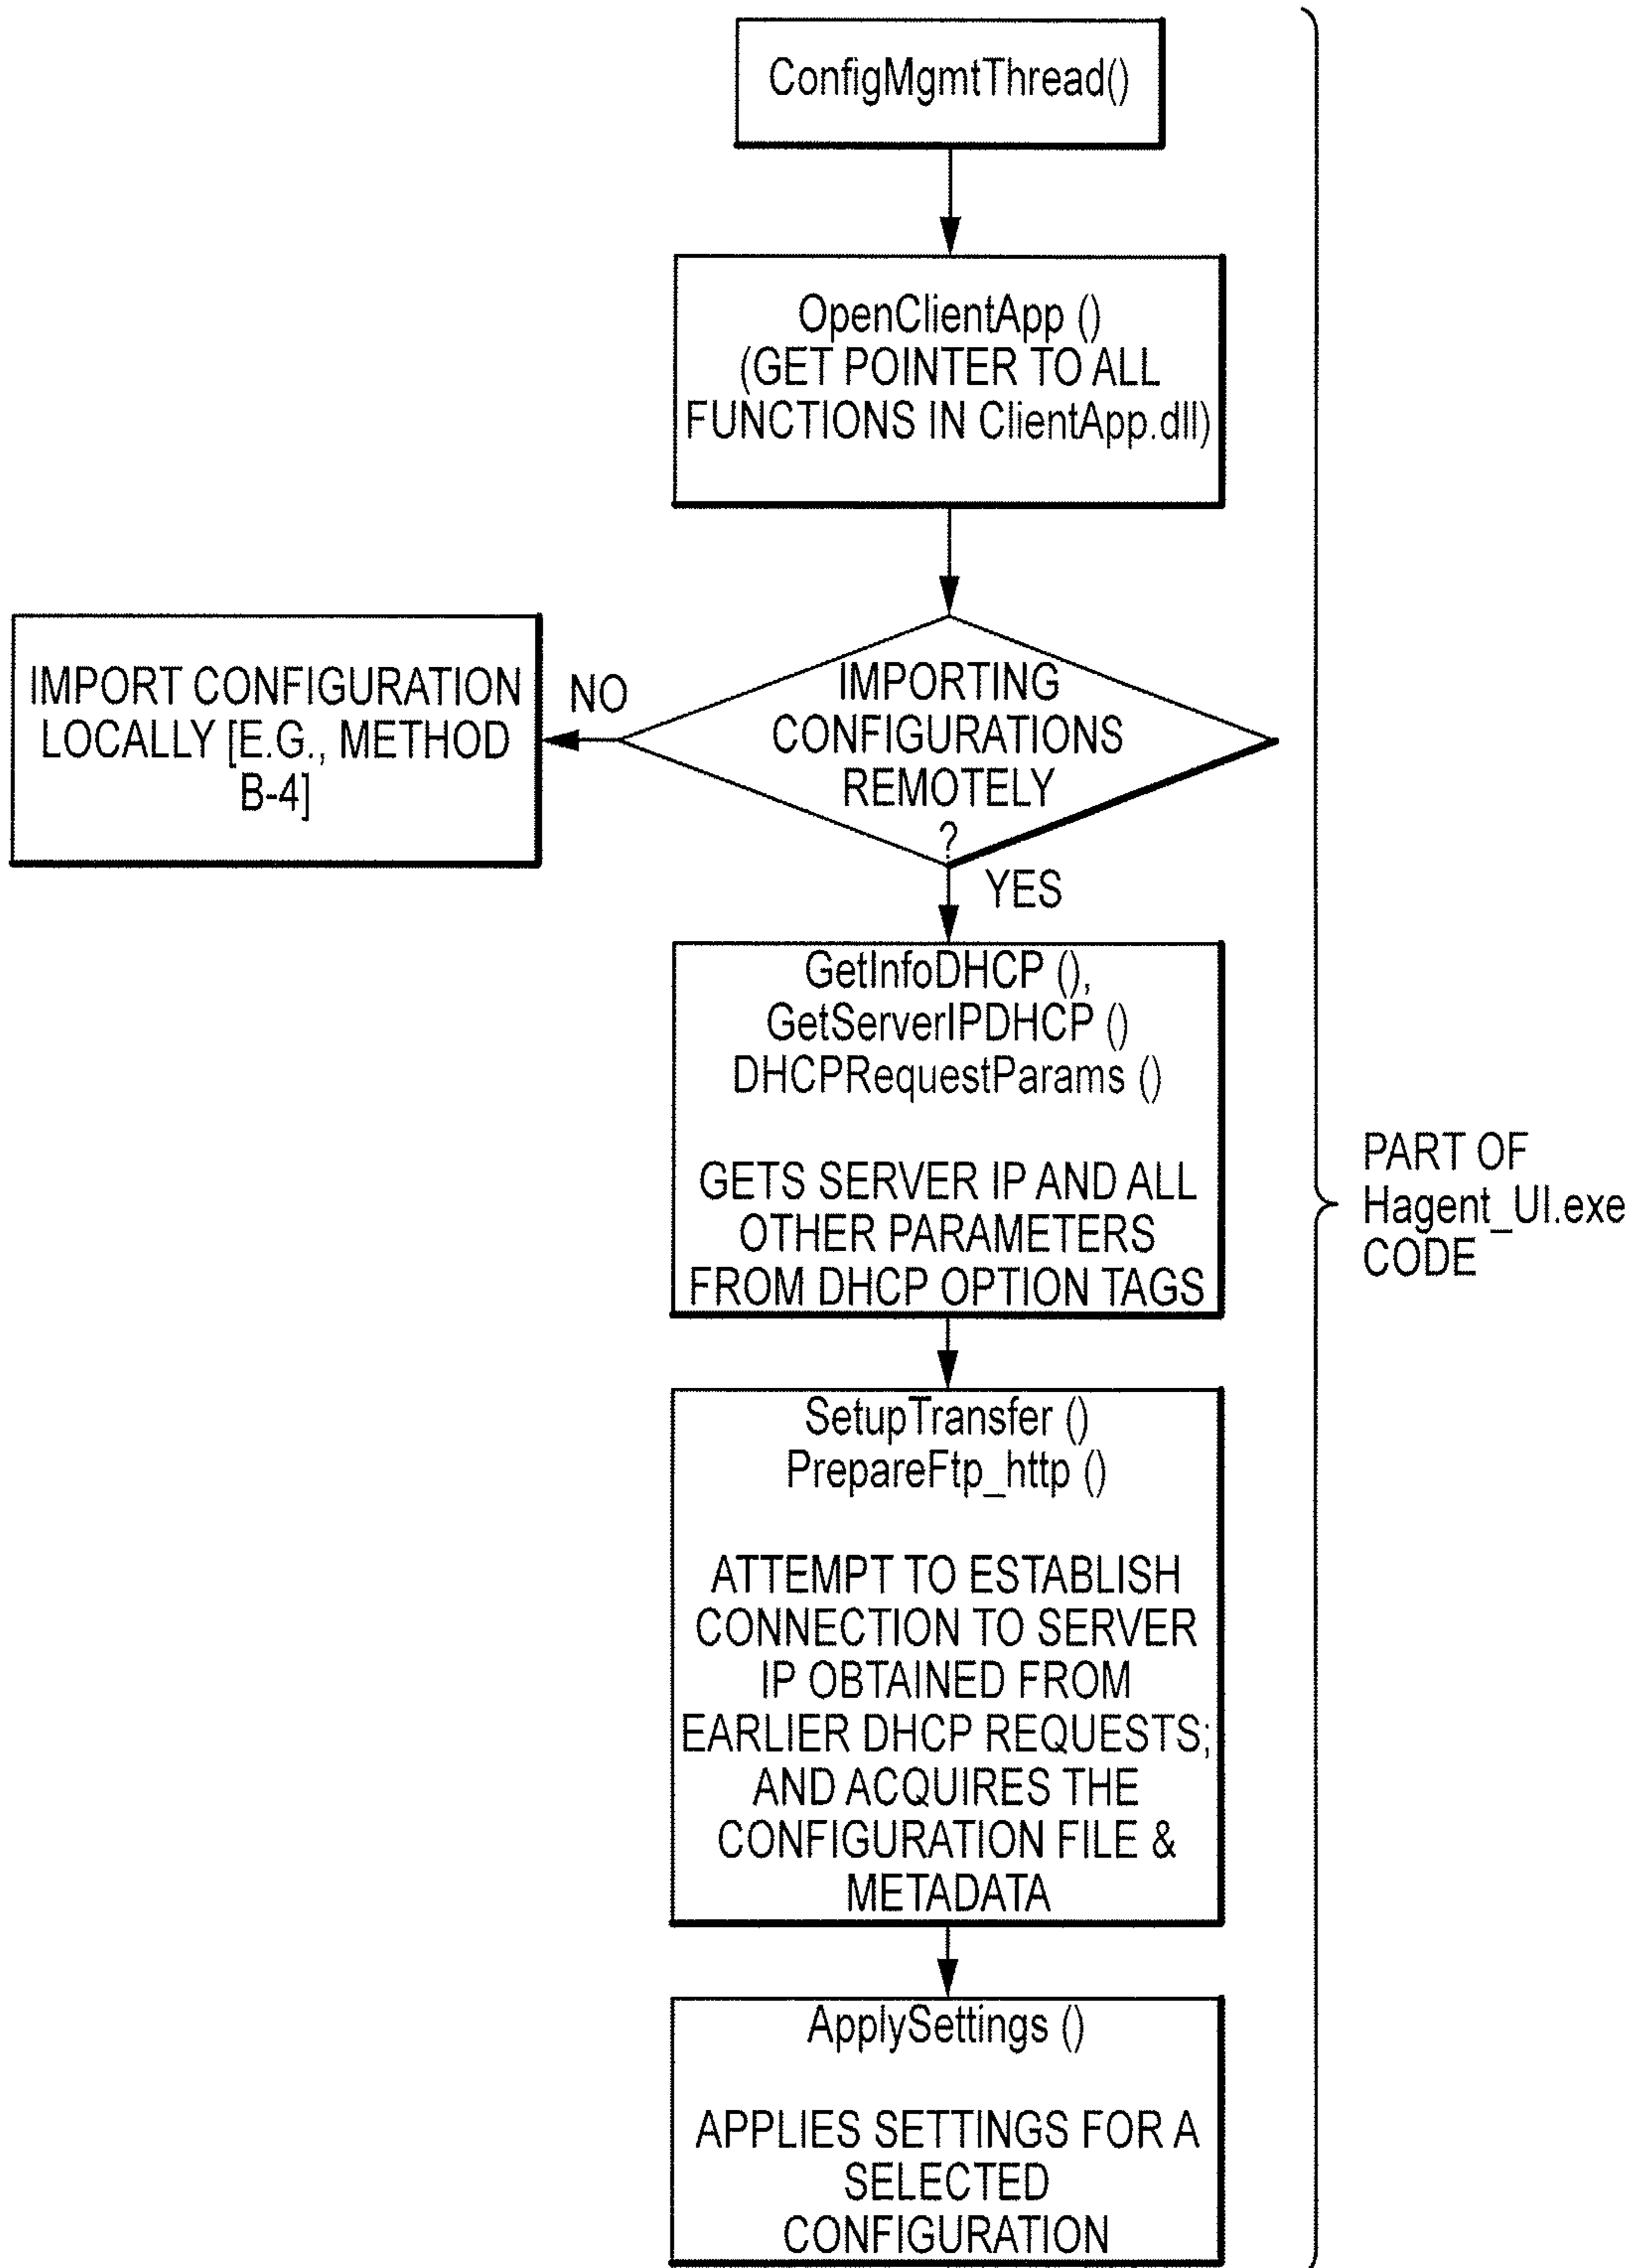 ConfigMgmtThread()
OpenClientApp ()
(GET POINTER TO ALL
FUNCTIONS IN ClientApp.dll)
IMPORTING
CONFIGURATIONS
REMOTELY
?
NO
IMPORT CONFIGURATION
LOCALLY [E.G., METHOD
B-4]
YES
GetInfoDHCP (),
GetServerIPDHCP ()
DHCPRequestParams ()
GETS SERVER IP AND ALL
OTHER PARAMETERS
FROM DHCP OPTION TAGS
SetupTransfer ()
PrepareFtp_http ()
ATTEMPT TO ESTABLISH
CONNECTION TO SERVER
IP OBTAINED FROM
EARLIER DHCP REQUESTS;
AND ACQUIRES THE
CONFIGURATION FILE &
METADATA
ApplySettings ()
APPLIES SETTINGS FOR A
SELECTED
CONFIGURATION
PART OF
Hagent_UI.exe
CODE